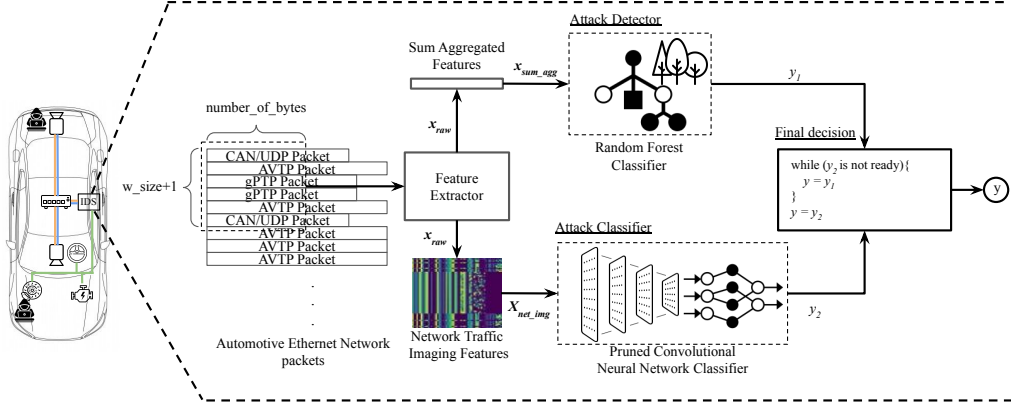 IDS
number_of_bytes
w_size+1
CAN/UDP Packet
AVTP Packet
gPTP Packet
gPTP Packet
AVTP Packet
CAN/UDP Packet
AVTP Packet
AVTP Packet
AVTP Packet
.
.
.
Automotive Ethernet Network
packets
Sum Aggregated
Features
x_raw
Feature
Extractor
x_raw
Network Traffic
Imaging Features
x_sum_agg
Attack Detector
Random Forest
Classifier
y_1
X_net_img
Attack Classifier
Pruned Convolutional
Neural Network Classifier
y_2
Final decision
while (y_2 is not ready){
y = y_1
}
y = y_2
y